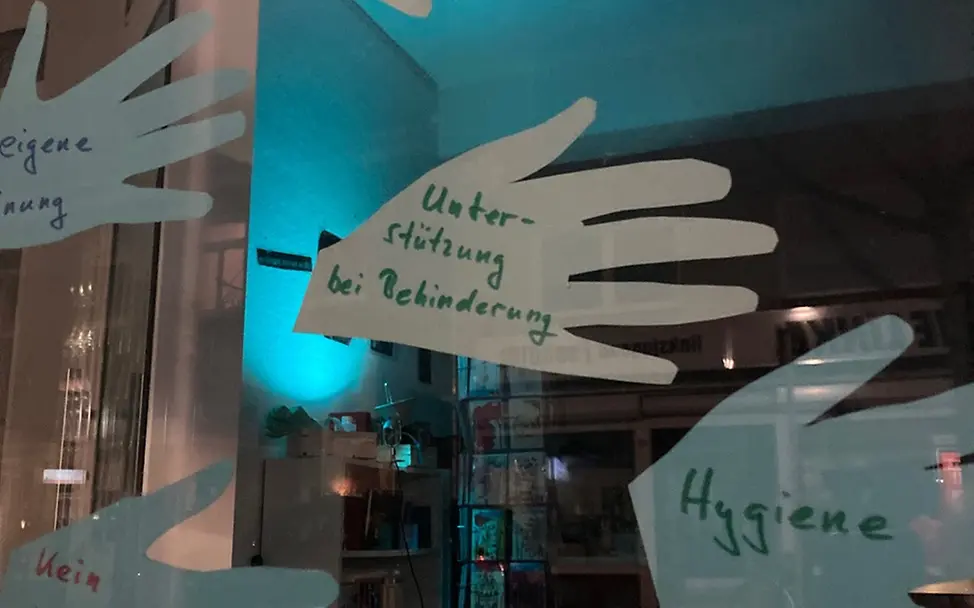 eigene
nung
Unter-
stützung
bei Behinderung
Hygiene
Kein